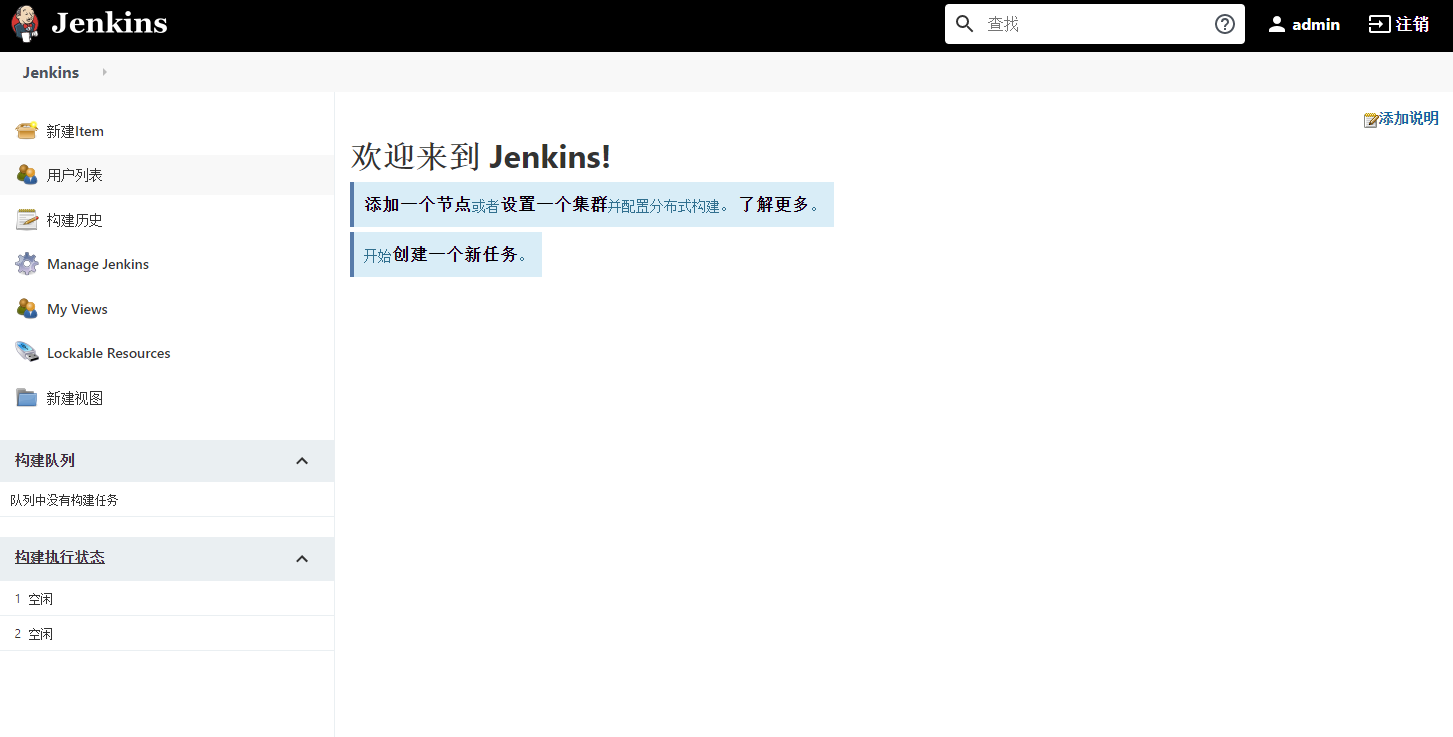 Jenkins
查找
admin
注销
Jenkins
新建Item
用户列表
构建历史
Manage Jenkins
My Views
Lockable Resources
新建视图
构建队列
队列中没有构建任务
构建执行状态
1 空闲
2 空闲
添加说明
欢迎来到 Jenkins!
添加一个节点或者设置一个集群并配置分布式构建。 了解更多。
开始创建一个新任务。